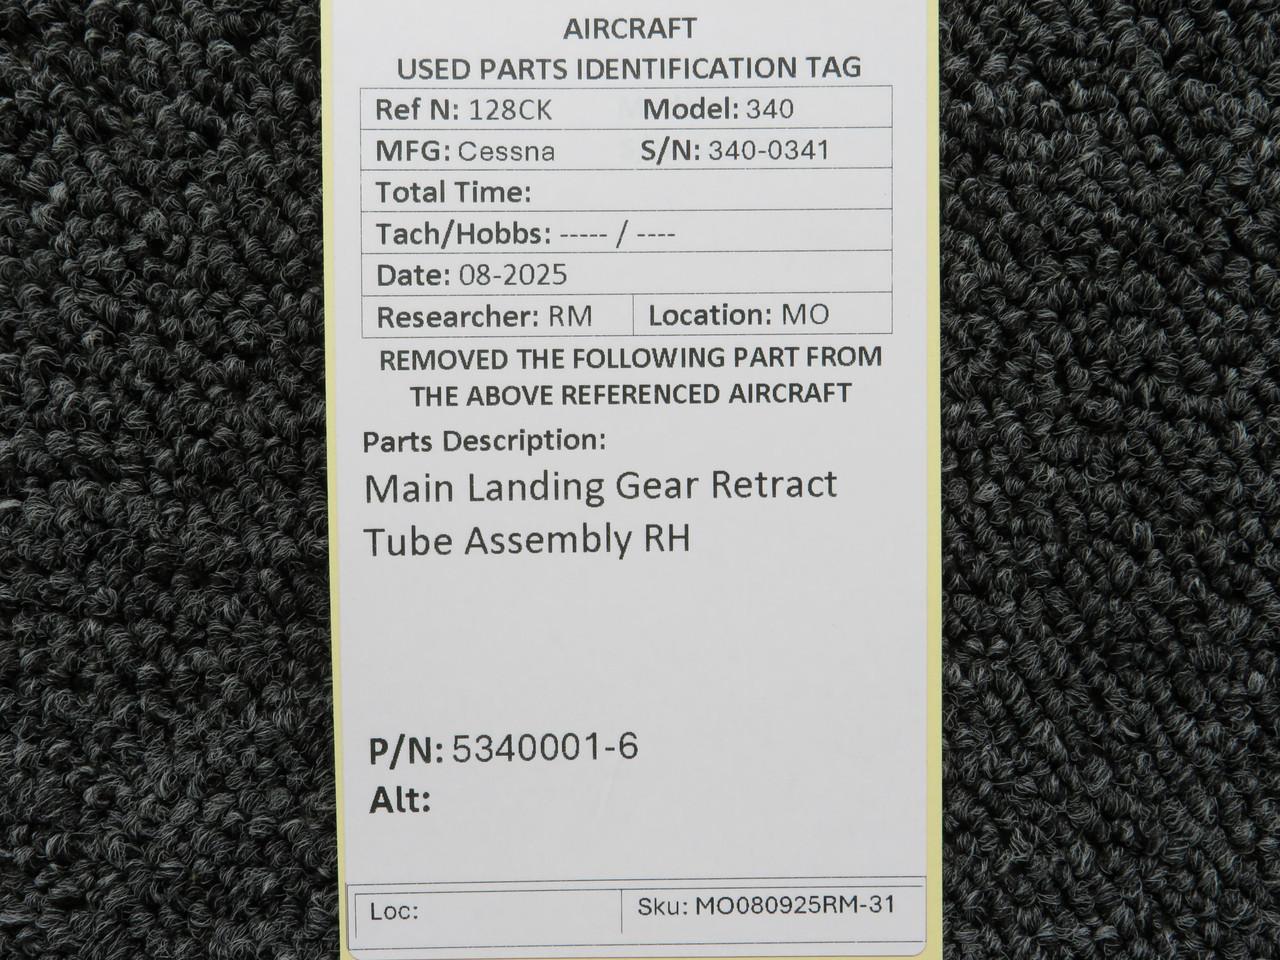 AIRCRAFT
USED PARTS IDENTIFICATION TAG
Ref N: 128CK Model: 340
MFG: Cessna S/N: 340-0341
Total Time:
Tach/Hobbs: ----- / ----
Date: 08-2025
Researcher: RM Location: MO
REMOVED THE FOLLOWING PART FROM
THE ABOVE REFERENCED AIRCRAFT
Parts Description:
Main Landing Gear Retract
Tube Assembly RH
P/N: 5340001-6
Alt:
Loc: Sku: MO080925RM-31